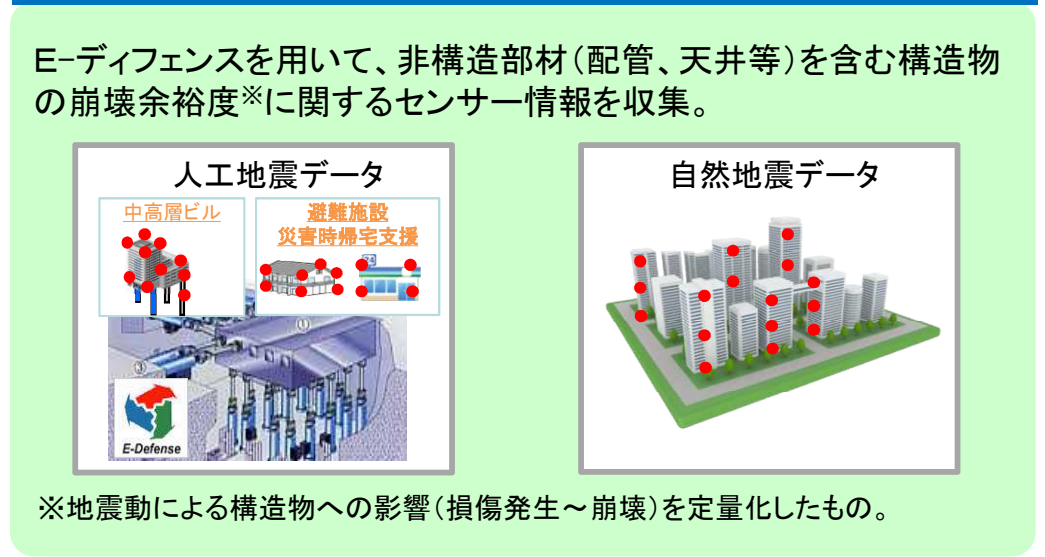 E-ディフェンスを用いて、非構造部材(配管、天井等)を含む構造物
の崩壊余裕度※に関するセンサー情報を収集。
人工地震データ
中高層ビル
避難施設
災害時帰宅支援
24
①
③
E-Defense
自然地震データ
※地震動による構造物への影響(損傷発生～崩壊)を定量化したもの。